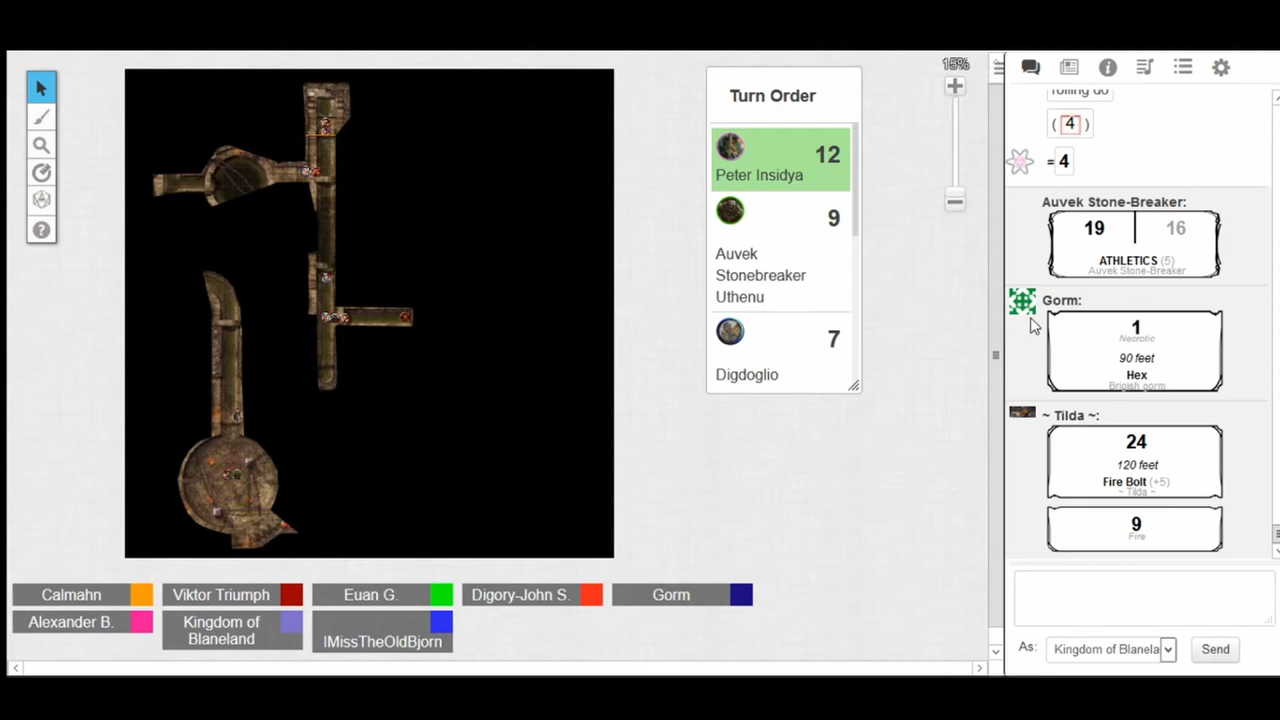 15%
Turn Order
12
Peter Insidya
9
Auvek
Stonebreaker
Uthenu
7
Digdoglio
Calmahn
Viktor Triumph
Euan G.
Digory-John S.
Gorm
Alexander B.
Kingdom of
Blaneland
IMissTheOldBjorn
rolling do
( 4 )
= 4
Auvek Stone-Breaker:
19 16
ATHLETICS (5)
Auvek Stone-Breaker
Gorm:
1
Necrotic
90 feet
Hex
~ Tilda ~:
24
120 feet
Fire Bolt (+5)
~ Tilda ~
9
Fire
As: Kingdom of Blanela
Send